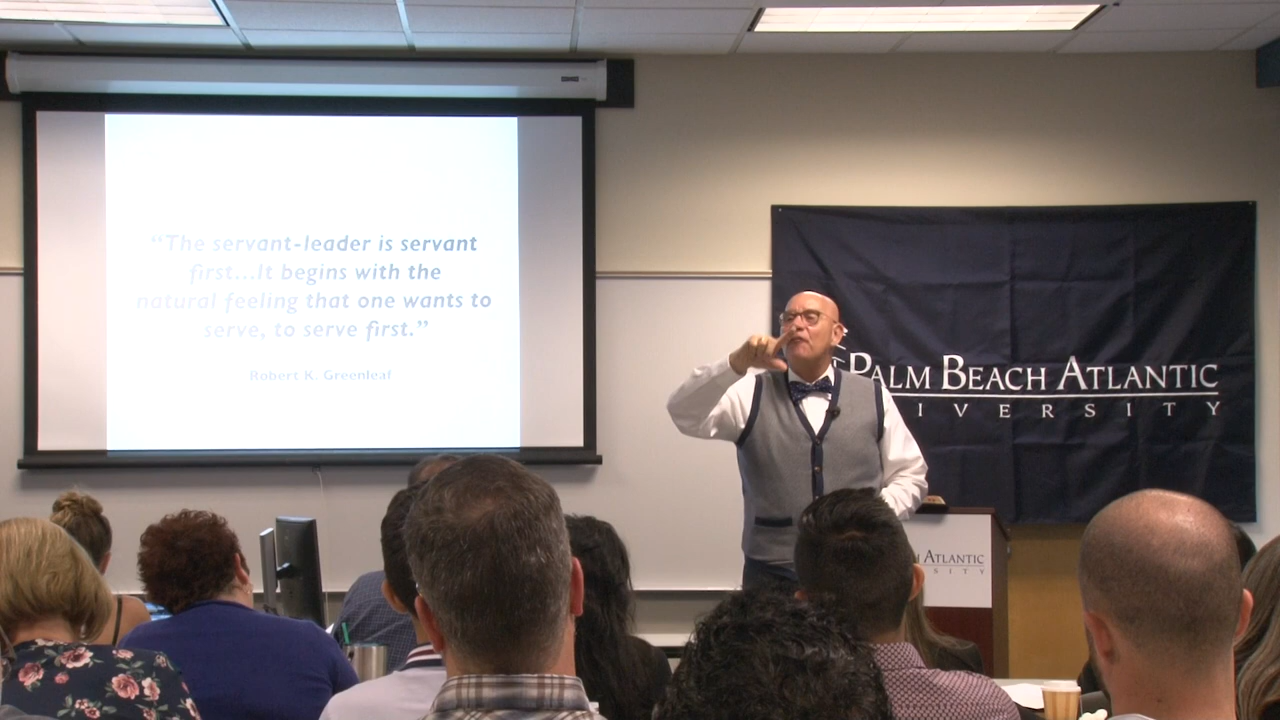 “The servant-leader is servant
first...It begins with the
natural feeling that one wants to
serve, to serve first.”
Robert K. Greenleaf
PALM BEACH ATLANTIC
IVERSITY
H ATLANTIC
SITY